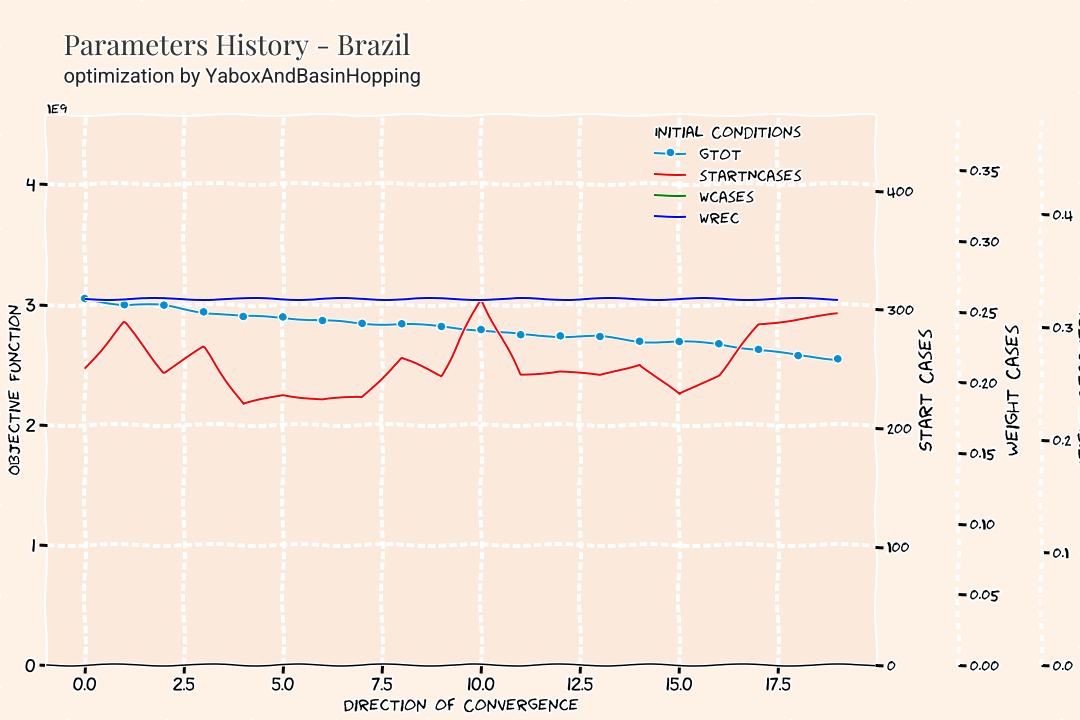 Parameters History - Brazil
optimization by YaboxAndBasinHopping
1E9
INITIAL CONDITIONS
GTOT
STARTNCASES
WCASES
WREC
4
3
2
1
0
OBJECTIVE FUNCTION
0.0 2.5 5.0 7.5 10.0 12.5 15.0 17.5
DIRECTION OF CONVERGENCE
400
300
200
100
0
START CASES
0.35
0.30
0.25
0.20
0.15
0.10
0.05
0.00
WEIGHT CASES
0.4
0.3
0.2
0.1
0.0